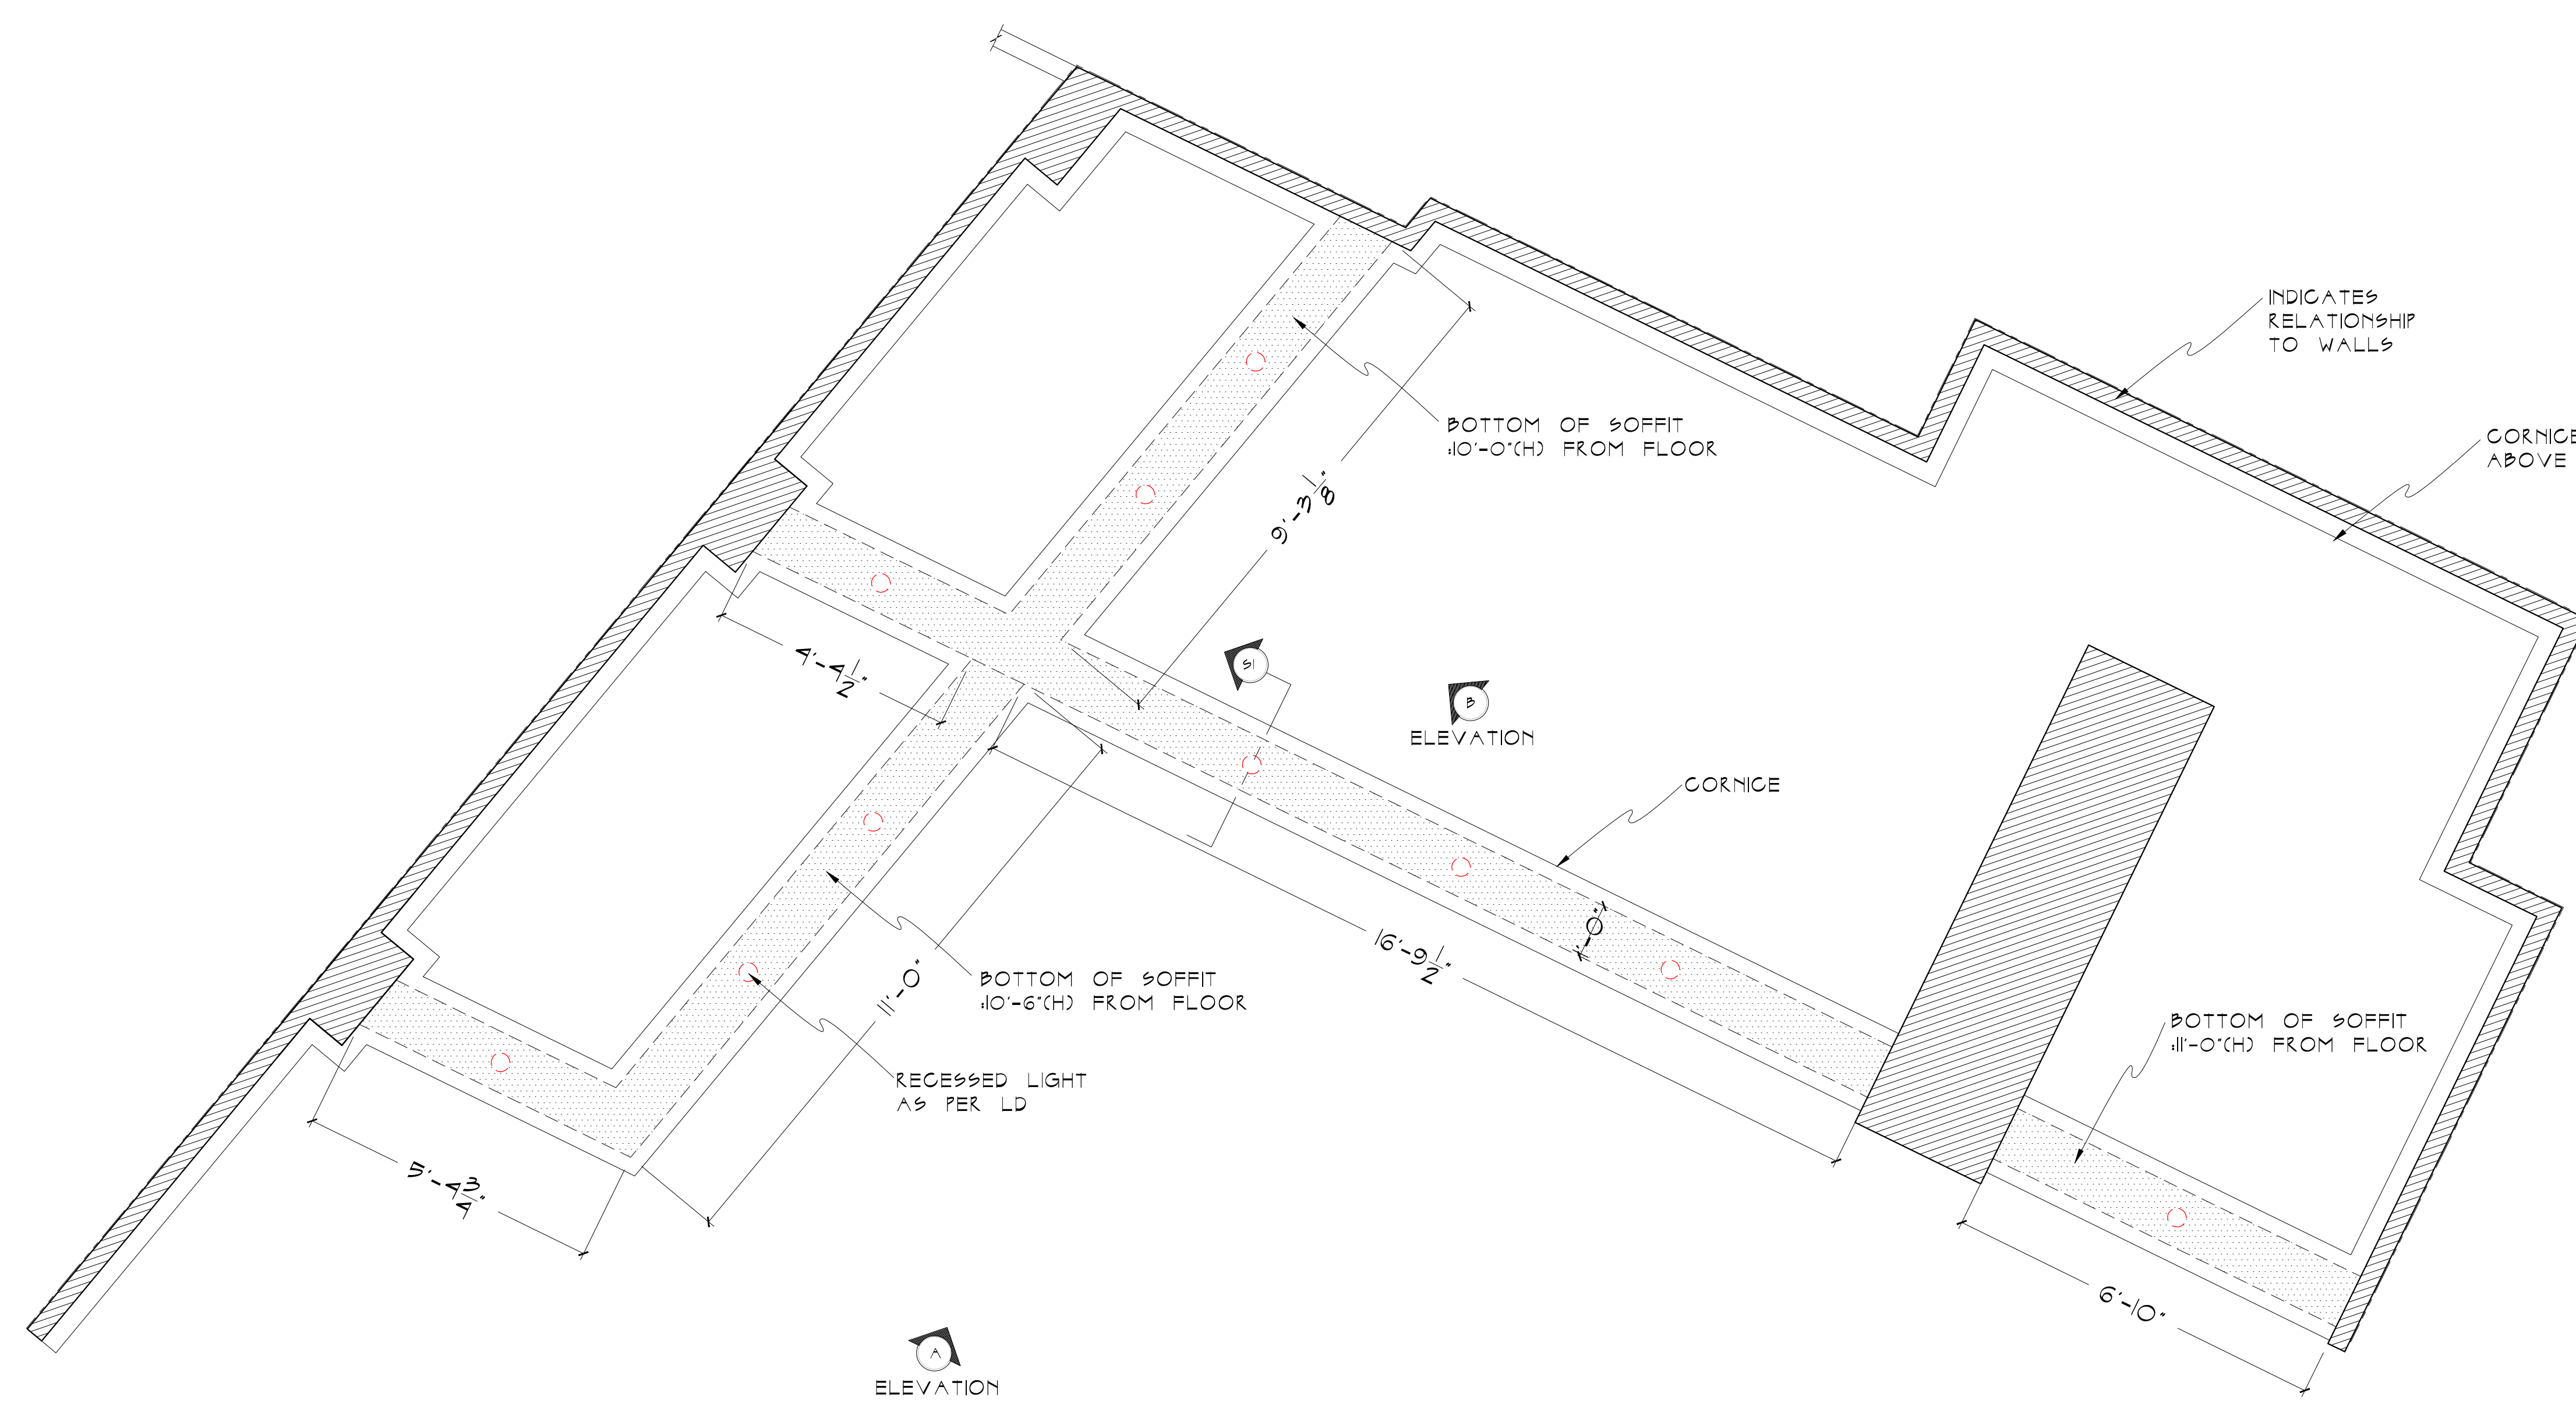 INDICATES
RELATIONSHIP
TO WALLS
BOTTOM OF SOFFIT
:10'-0"(H) FROM FLOOR
CORNICE
ABOVE
9'-3 1/8"
4'-4 1/2"
S1
B
ELEVATION
CORNICE
1'-0"
16'-9 1/2"
BOTTOM OF SOFFIT
:10'-6"(H) FROM FLOOR
11'-0"
RECESSED LIGHT
AS PER LD
BOTTOM OF SOFFIT
:11'-0"(H) FROM FLOOR
5'-4 3/4"
6'-10"
A
ELEVATION